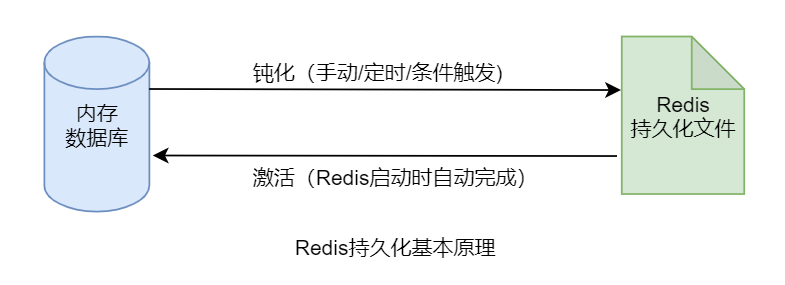 钝化（手动/定时/条件触发)
内存
数据库
Redis
持久化文件
激活（Redis启动时自动完成）
Redis持久化基本原理